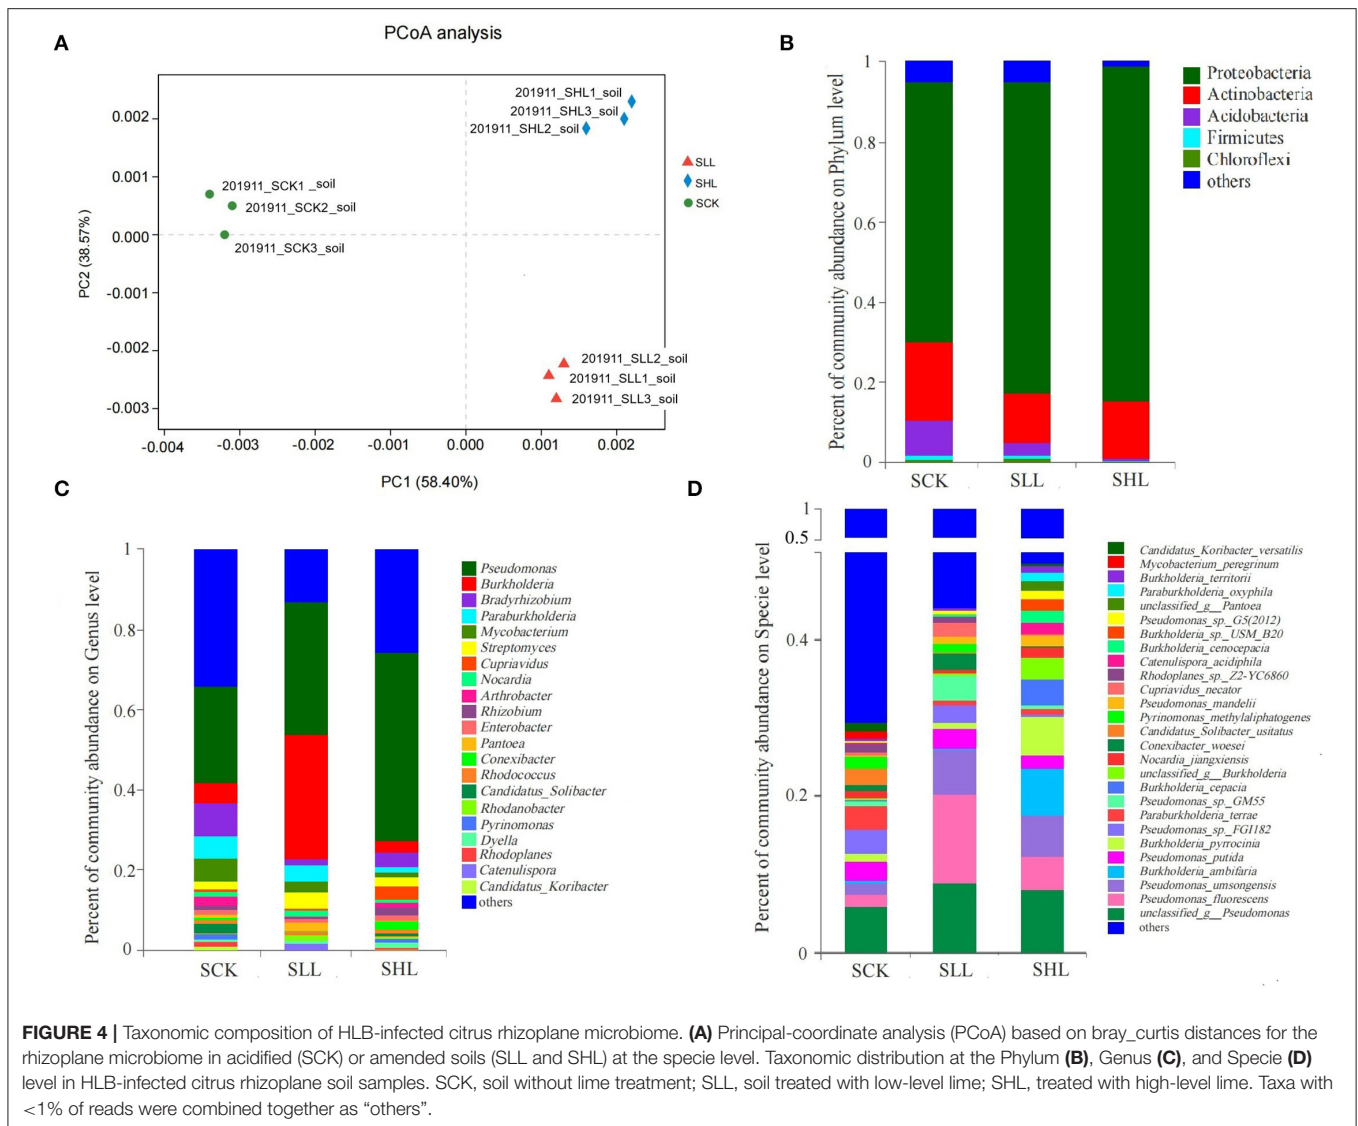 A
PCoA analysis
PC2 (38.57%)
0.002
0.001
0.000
-0.001
-0.002
-0.003
201911_SHL1_soil
201911_SHL3_soil
201911_SHL2_soil
201911_SCK1 _soil
201911_SCK2_soil
201911_SCK3_soil
201911_SLL2_soil
201911_SLL1_soil
201911_SLL3_soil
-0.004
-0.003
-0.002
-0.001
0.000
0.001
0.002
PC1 (58.40%)
SLL
SHL
SCK
B
Percent of community abundance on Phylum level
1
0.8
0.6
0.4
0.2
0
SCK
SLL
SHL
Proteobacteria
Actinobacteria
Acidobacteria
Firmicutes
Chloroflexi
others
C
Percent of community abundance on Genus level
1
0.8
0.6
0.4
0.2
0
SCK
SLL
SHL
Pseudomonas
Burkholderia
Bradyrhizobium
Paraburkholderia
Mycobacterium
Streptomyces
Cupriavidus
Nocardia
Arthrobacter
Rhizobium
Enterobacter
Pantoea
Conexibacter
Rhodococcus
Candidatus_Solibacter
Rhodanobacter
Pyrinomonas
Dyella
Rhodoplanes
Catenulispora
Candidatus_Koribacter
others
D
Percent of community abundance on Specie level
1
0.5
0.4
0.2
0
SCK
SLL
SHL
Candidatus_Koribacter_versatilis
Mycobacterium_peregrinum
Burkholderia_territorii
Paraburkholderia_oxyphila
unclassified_g__Pantoea
Pseudomonas_sp._G5(2012)
Burkholderia_sp._USM_B20
Burkholderia_cenocepacia
Catenulispora_acidiphila
Rhodoplanes_sp._Z2-YC6860
Cupriavidus_necator
Pseudomonas_mandelii
Pyrinomonas_methylaliphatogenes
Candidatus_Solibacter_usitatus
Conexibacter_woesei
Nocardia_jiangxiensis
unclassified_g__Burkholderia
Burkholderia_cepacia
Pseudomonas_sp._GM55
Paraburkholderia_terrae
Pseudomonas_sp._FGI182
Burkholderia_pyrrocinia
Pseudomonas_putida
Burkholderia_ambifaria
Pseudomonas_umsongensis
Pseudomonas_fluorescens
unclassified_g__Pseudomonas
others
FIGURE 4 | Taxonomic composition of HLB-infected citrus rhizoplane microbiome. (A) Principal-coordinate analysis (PCoA) based on bray_curtis distances for the
rhizoplane microbiome in acidified (SCK) or amended soils (SLL and SHL) at the specie level. Taxonomic distribution at the Phylum (B), Genus (C), and Specie (D)
level in HLB-infected citrus rhizoplane soil samples. SCK, soil without lime treatment; SLL, soil treated with low-level lime; SHL, treated with high-level lime. Taxa with
<1% of reads were combined together as “others”.